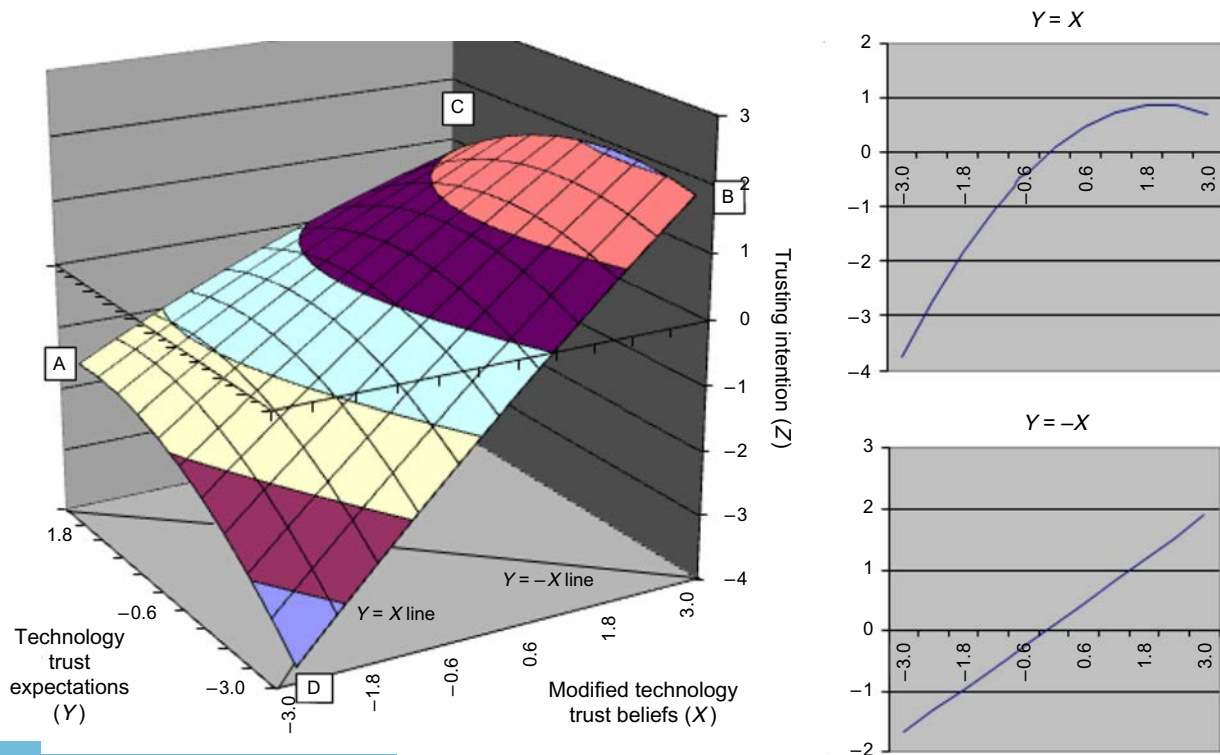 C
3
2
B
1
0
–1
–2
–3
–4
Trusting intention (Z)
A
1.8
–0.6
–3.0
Technology
trust
expectations
(Y)
Y = –X line
Y = X line
D
–3.0
–1.8
–0.6
0.6
1.8
3.0
Modified technology
trust beliefs (X)
Y = X
2
1
0
–1
–2
–3
–4
–3.0
–1.8
–0.6
0.6
1.8
3.0
Y = –X
3
2
1
0
–1
–2
–3.0
–1.8
–0.6
0.6
1.8
3.0